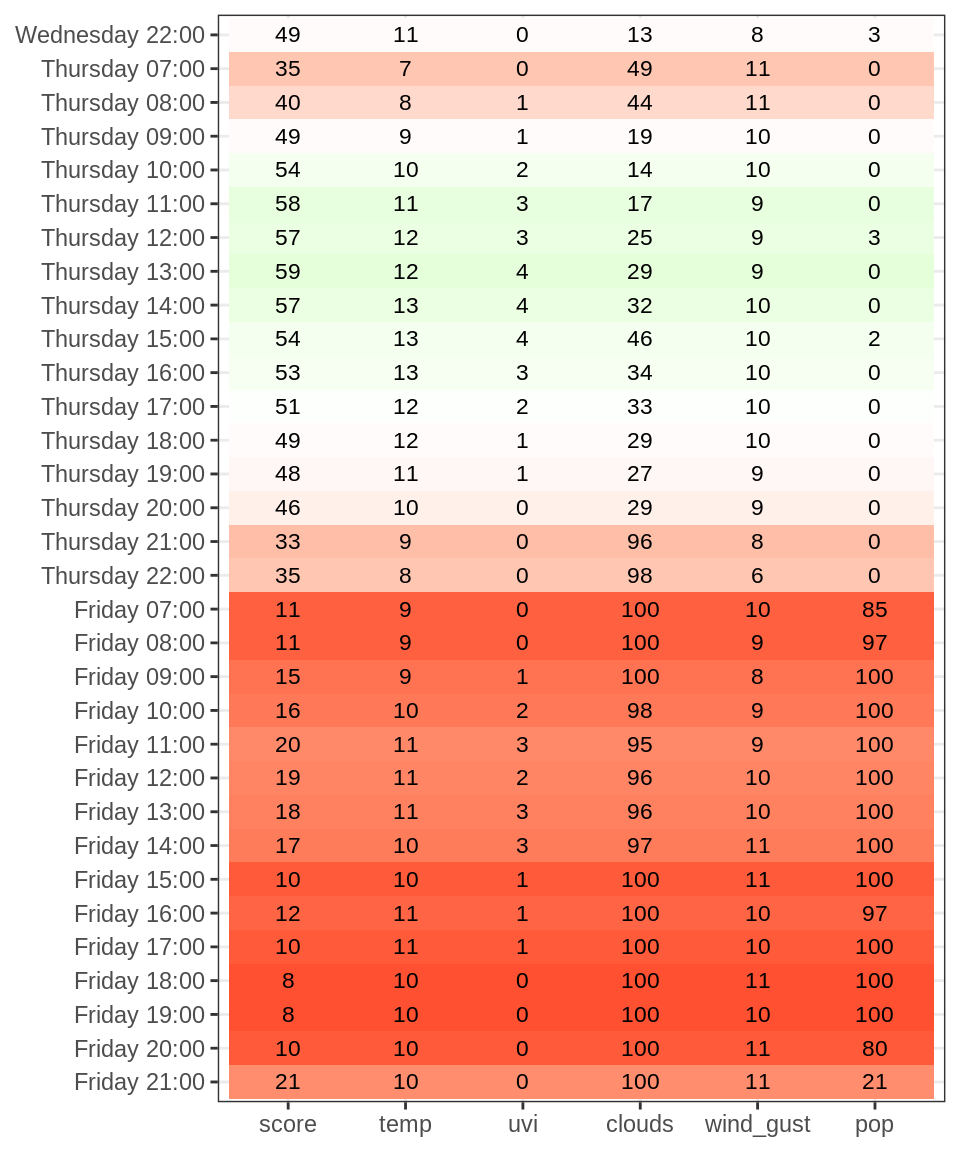 Wednesday 22:00 49 11 0 13 8 3
Thursday 07:00 35 7 0 49 11 0
Thursday 08:00 40 8 1 44 11 0
Thursday 09:00 49 9 1 19 10 0
Thursday 10:00 54 10 2 14 10 0
Thursday 11:00 58 11 3 17 9 0
Thursday 12:00 57 12 3 25 9 3
Thursday 13:00 59 12 4 29 9 0
Thursday 14:00 57 13 4 32 10 0
Thursday 15:00 54 13 4 46 10 2
Thursday 16:00 53 13 3 34 10 0
Thursday 17:00 51 12 2 33 10 0
Thursday 18:00 49 12 1 29 10 0
Thursday 19:00 48 11 1 27 9 0
Thursday 20:00 46 10 0 29 9 0
Thursday 21:00 33 9 0 96 8 0
Thursday 22:00 35 8 0 98 6 0
Friday 07:00 11 9 0 100 10 85
Friday 08:00 11 9 0 100 9 97
Friday 09:00 15 9 1 100 8 100
Friday 10:00 16 10 2 98 9 100
Friday 11:00 20 11 3 95 9 100
Friday 12:00 19 11 2 96 10 100
Friday 13:00 18 11 3 96 10 100
Friday 14:00 17 10 3 97 11 100
Friday 15:00 10 10 1 100 11 100
Friday 16:00 12 11 1 100 10 97
Friday 17:00 10 11 1 100 10 100
Friday 18:00 8 10 0 100 11 100
Friday 19:00 8 10 0 100 10 100
Friday 20:00 10 10 0 100 11 80
Friday 21:00 21 10 0 100 11 21
score temp uvi clouds wind_gust pop